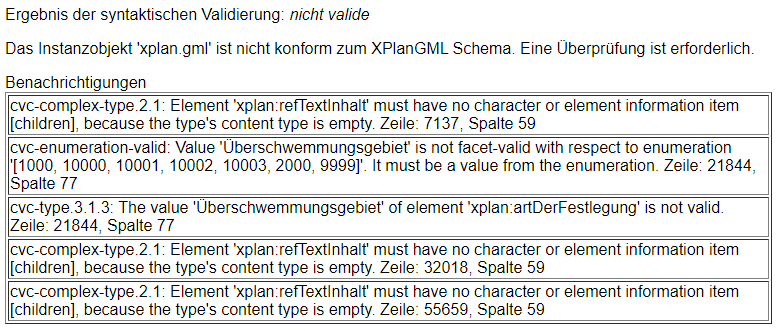 Ergebnis der syntaktischen Validierung: nicht valide
Das Instanzobjekt 'xplan.gml' ist nicht konform zum XPlanGML Schema. Eine Überprüfung ist erforderlich.
Benachrichtigungen
cvc-complex-type.2.1: Element 'xplan:refTextInhalt' must have no character or element information item
[children], because the type's content type is empty. Zeile: 7137, Spalte 59
cvc-enumeration-valid: Value 'Überschwemmungsgebiet' is not facet-valid with respect to enumeration
'[1000, 10000, 10001, 10002, 10003, 2000, 9999]'. It must be a value from the enumeration. Zeile: 21844,
Spalte 77
cvc-type.3.1.3: The value 'Überschwemmungsgebiet' of element 'xplan:artDerFestlegung' is not valid.
Zeile: 21844, Spalte 77
cvc-complex-type.2.1: Element 'xplan:refTextInhalt' must have no character or element information item
[children], because the type's content type is empty. Zeile: 32018, Spalte 59
cvc-complex-type.2.1: Element 'xplan:refTextInhalt' must have no character or element information item
[children], because the type's content type is empty. Zeile: 55659, Spalte 59